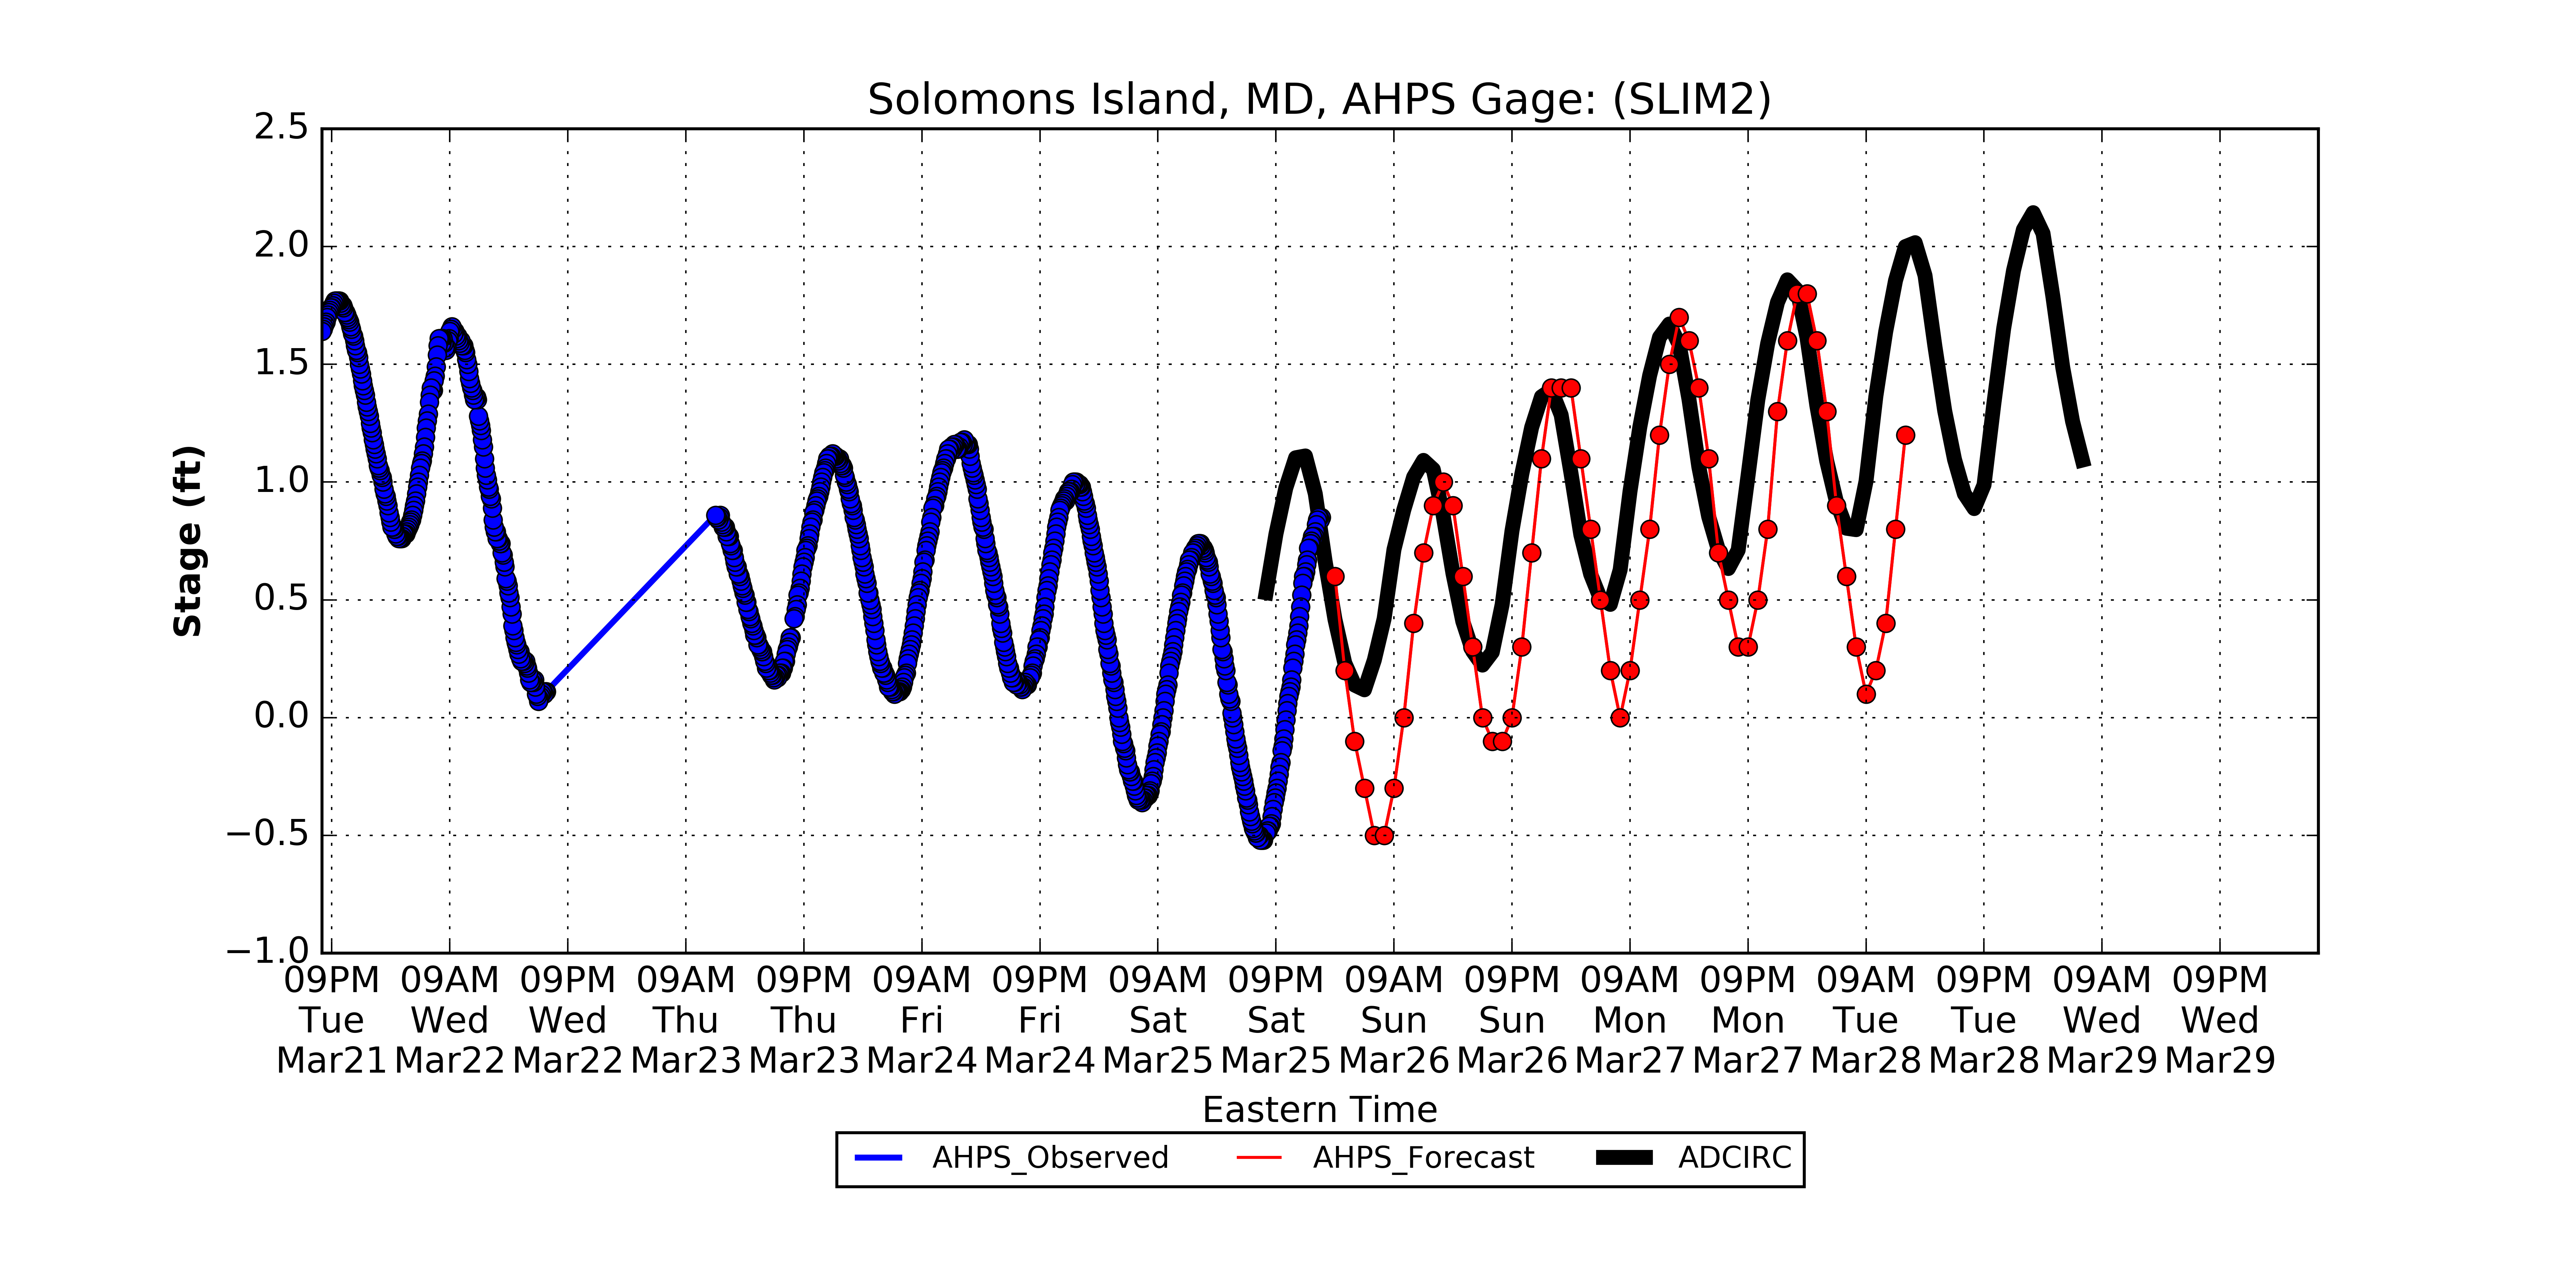 Solomons Island, MD, AHPS Gage: (SLIM2)
2.5
2.0
1.5
1.0
0.5
0.0
−0.5
−1.0
Stage (ft)
09PM 09AM 09PM 09AM 09PM 09AM 09PM 09AM 09PM 09AM 09PM 09AM 09PM 09AM 09PM 09AM 09PM
Tue Wed Wed Thu Thu Fri Fri Sat Sat Sun Sun Mon Mon Tue Tue Wed Wed
Mar21 Mar22 Mar22 Mar23 Mar23 Mar24 Mar24 Mar25 Mar25 Mar26 Mar26 Mar27 Mar27 Mar28 Mar28 Mar29 Mar29
Eastern Time
AHPS_Observed AHPS_Forecast ADCIRC